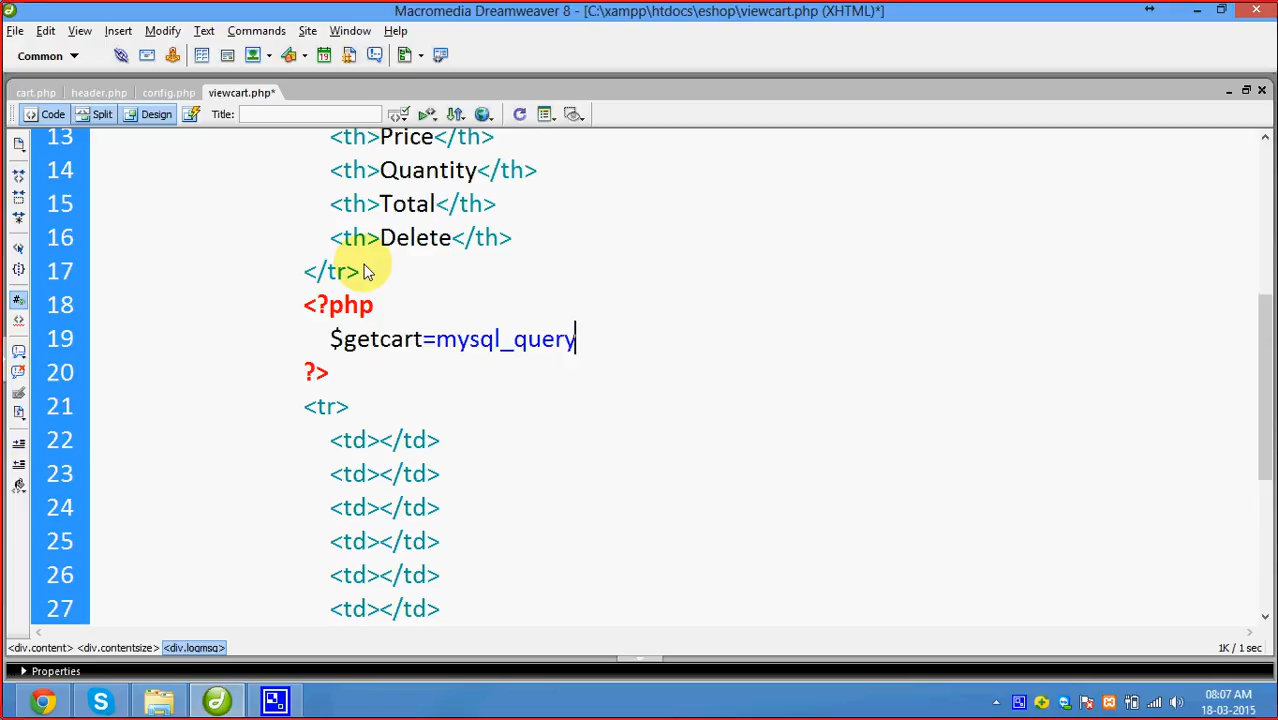 Macromedia Dreamweaver 8 - [C:\xampp\htdocs\eshop\viewcart.php (XHTML)*]
File Edit View Insert Modify Text Commands Site Window Help
Common
cart.php header.php config.php viewcart.php*
Code Split Design Title:
13 <th>Price</th>
14 <th>Quantity</th>
15 <th>Total</th>
16 <th>Delete</th>
17 </tr>
18 <?php
19 $getcart=mysql_query
20 ?>
21 <tr>
22 <td></td>
23 <td></td>
24 <td></td>
25 <td></td>
26 <td></td>
27 <td></td>
<div.content> <div.contentsize> <div.logmsg> 1K / 1 sec
Properties
08:07 AM
18-03-2015